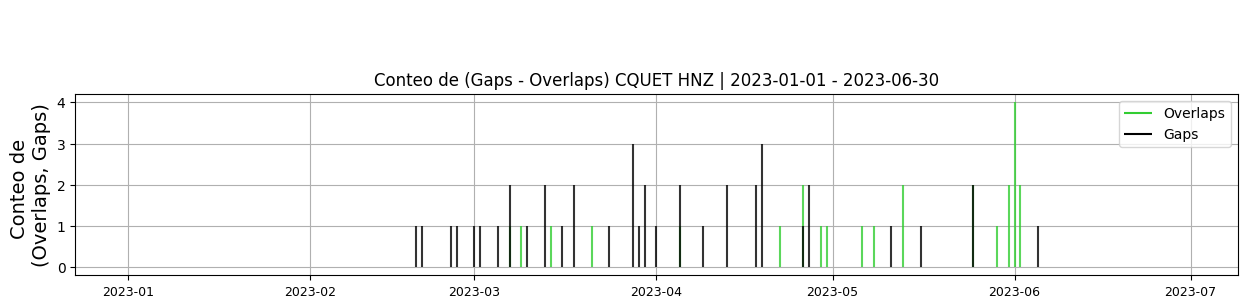 Conteo de (Gaps - Overlaps) CQUET HNZ | 2023-01-01 - 2023-06-30
Conteo de
(Overlaps, Gaps)
4
3
2
1
0
Overlaps
Gaps
2023-01
2023-02
2023-03
2023-04
2023-05
2023-06
2023-07